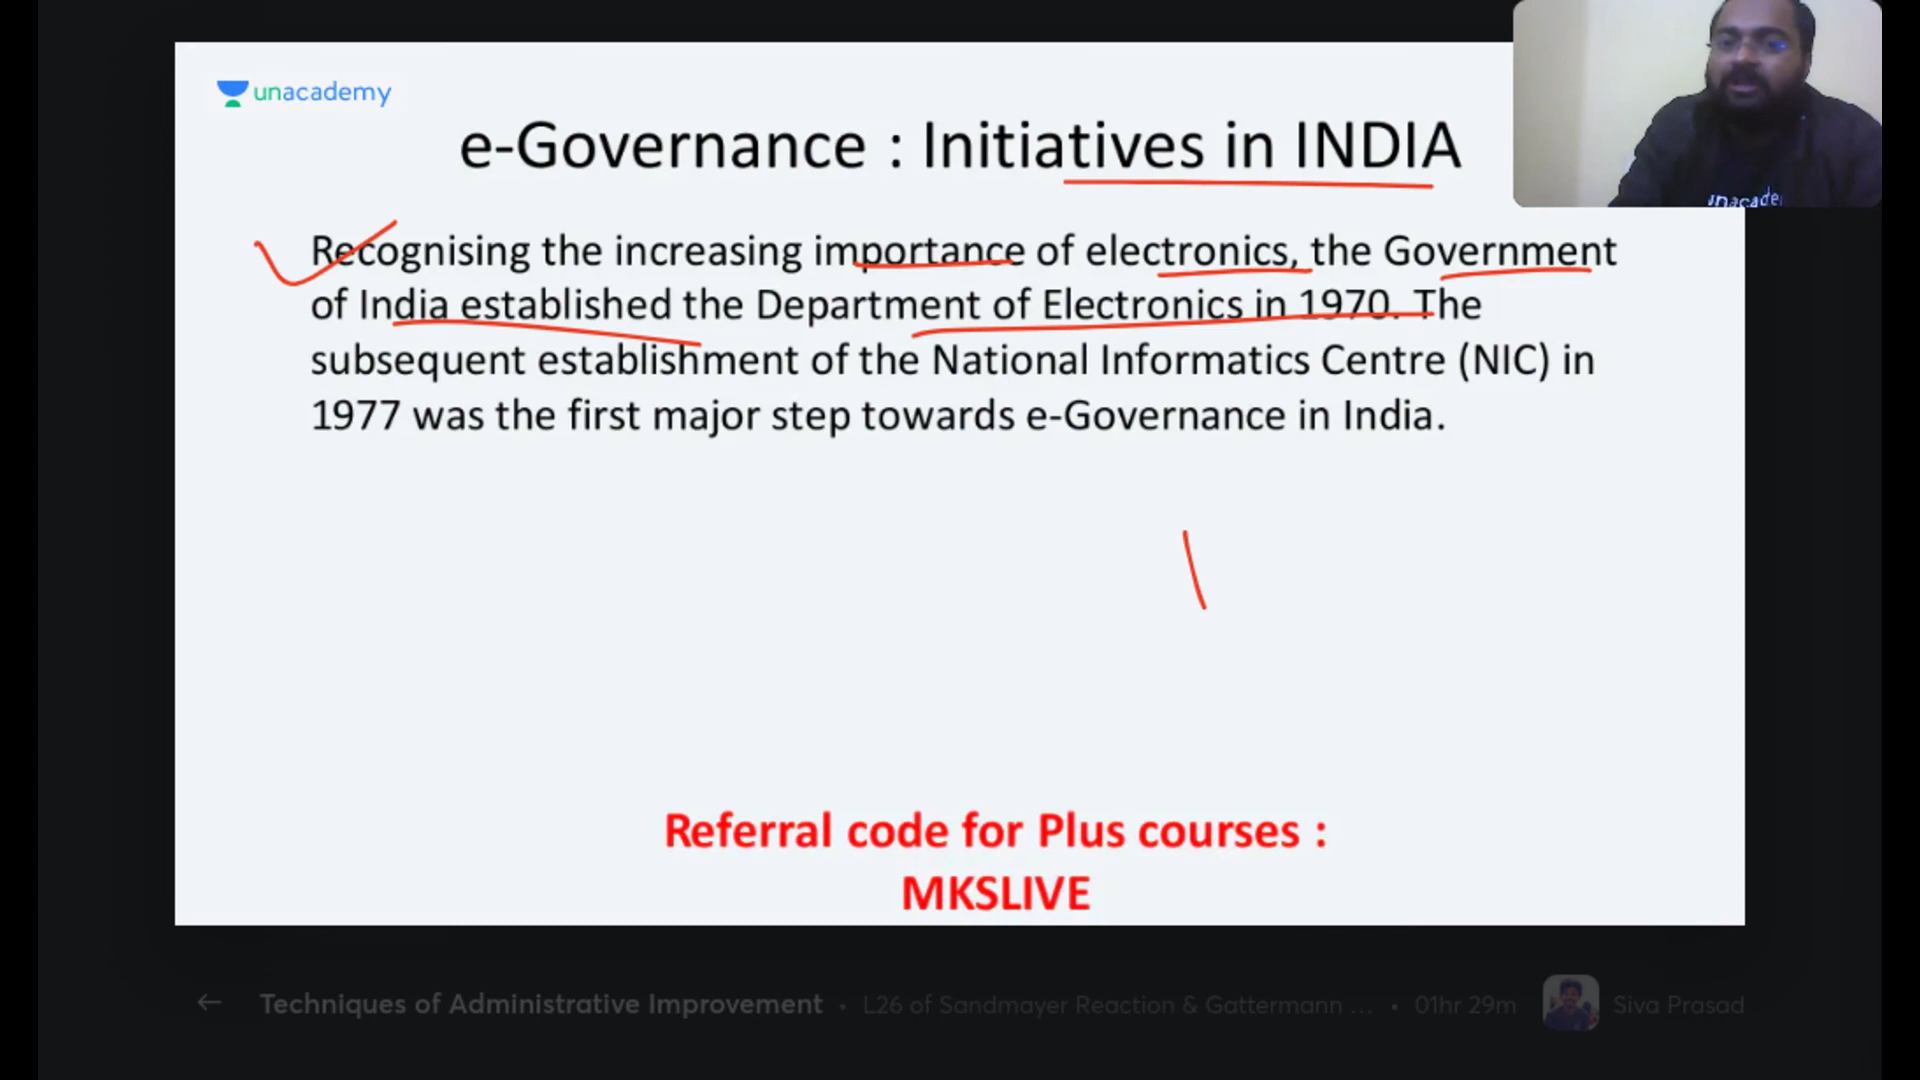 unacademy
e-Governance : Initiatives in INDIA
Recognising the increasing importance of electronics, the Government
of India established the Department of Electronics in 1970. The
subsequent establishment of the National Informatics Centre (NIC) in
1977 was the first major step towards e-Governance in India.
Referral code for Plus courses :
MKSLIVE
Techniques of Administrative Improvement • L26 of Sandmayer Reaction & Gattermann ... • 01hr 29m Siva Prasad